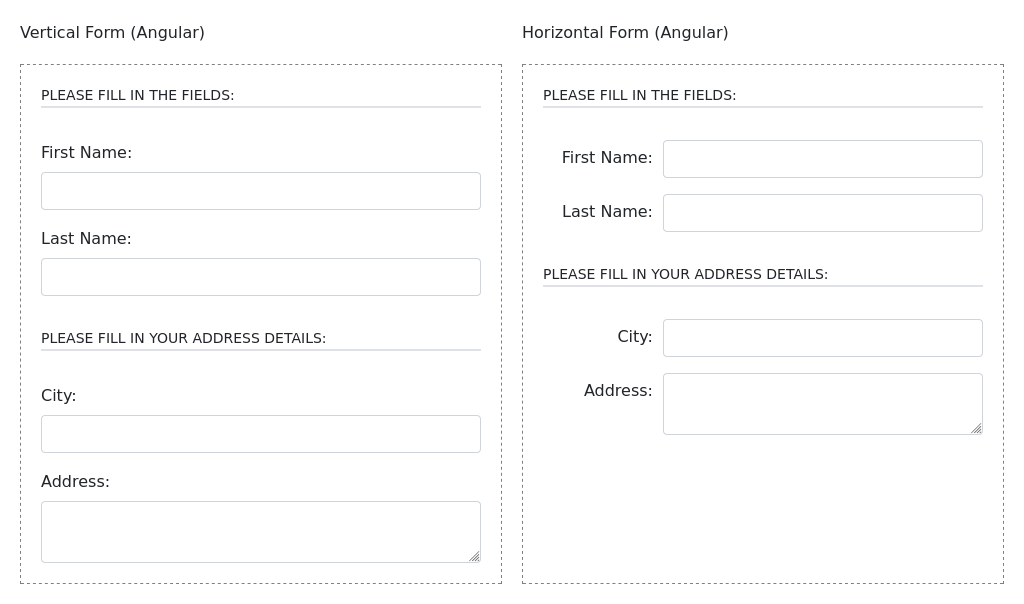 Vertical Form (Angular)
PLEASE FILL IN THE FIELDS:
First Name:
Last Name:
PLEASE FILL IN YOUR ADDRESS DETAILS:
City:
Address:
Horizontal Form (Angular)
PLEASE FILL IN THE FIELDS:
First Name:
Last Name:
PLEASE FILL IN YOUR ADDRESS DETAILS:
City:
Address: